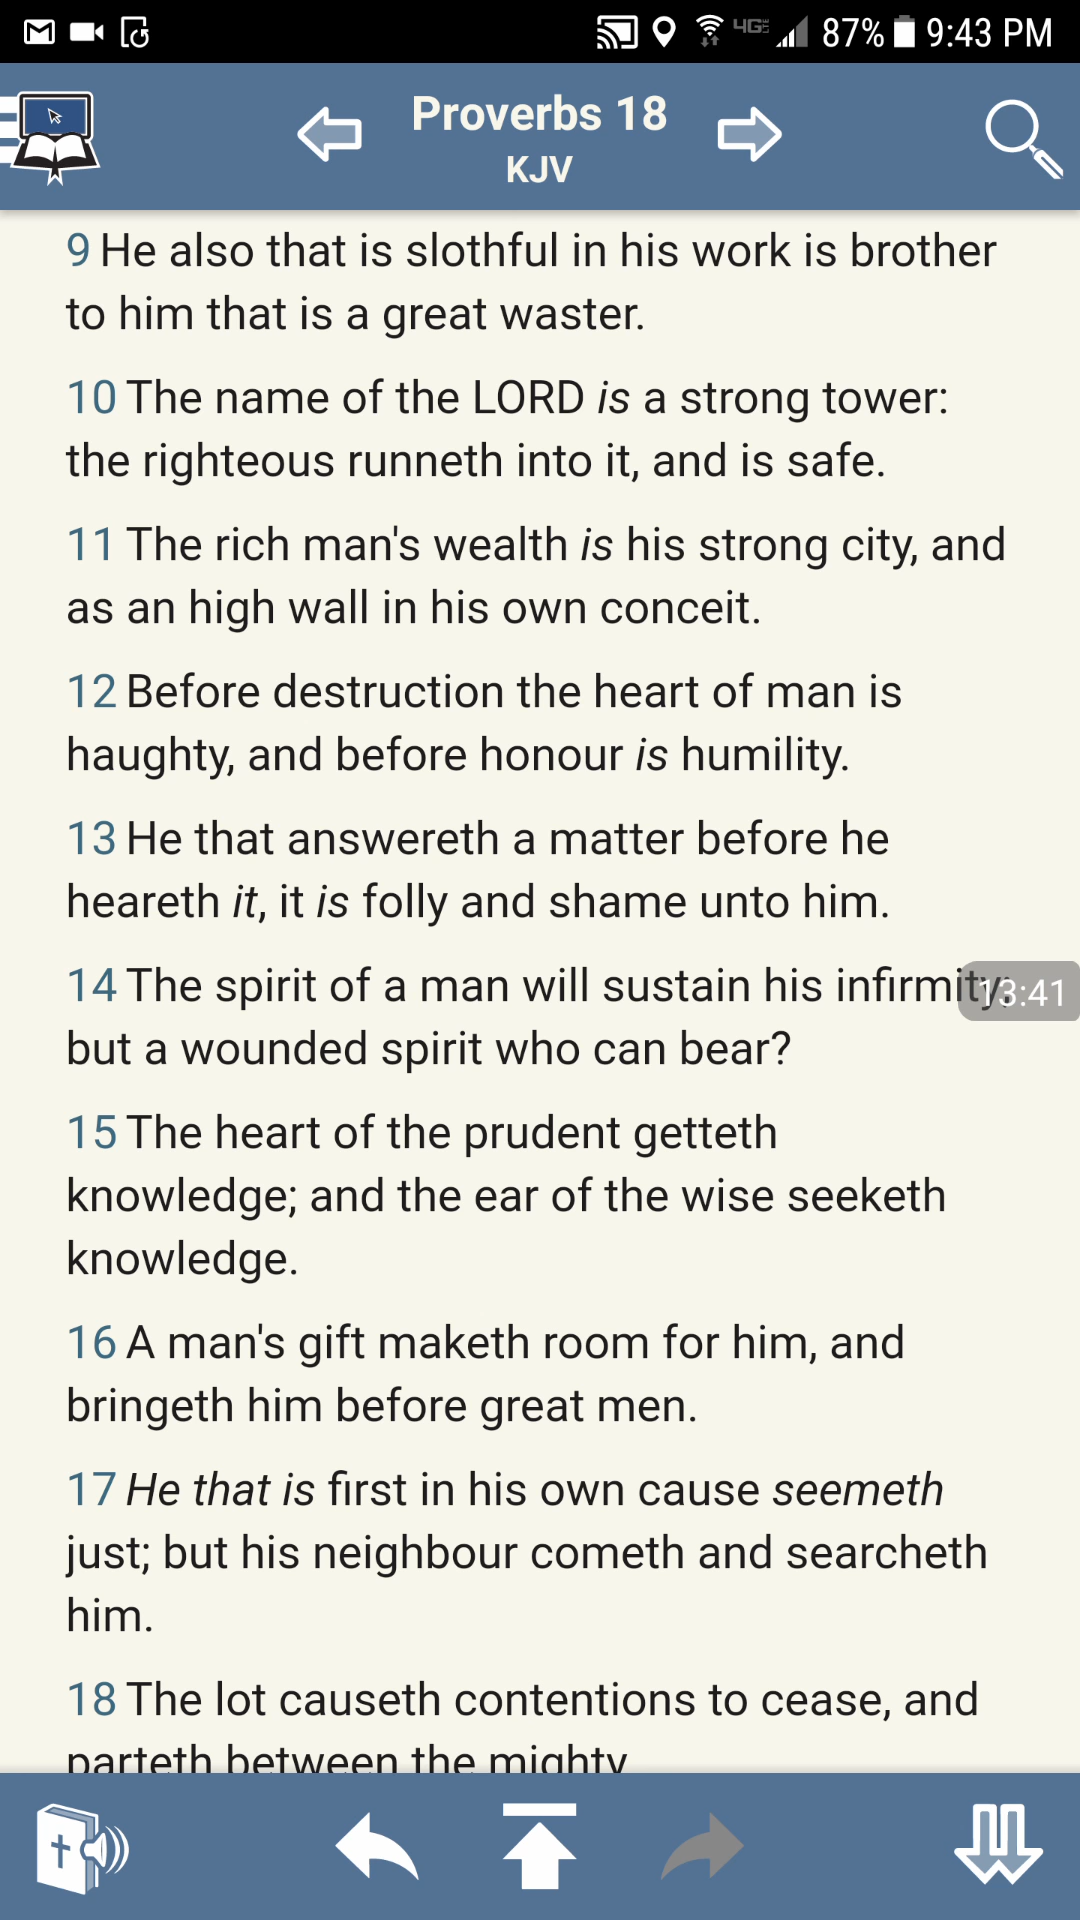 4G LTE 87% 9:43 PM
Proverbs 18
KJV
9 He also that is slothful in his work is brother
to him that is a great waster.
10 The name of the LORD is a strong tower:
the righteous runneth into it, and is safe.
11 The rich man's wealth is his strong city, and
as an high wall in his own conceit.
12 Before destruction the heart of man is
haughty, and before honour is humility.
13 He that answereth a matter before he
heareth it, it is folly and shame unto him.
14 The spirit of a man will sustain his infirmity;
13:41
but a wounded spirit who can bear?
15 The heart of the prudent getteth
knowledge; and the ear of the wise seeketh
knowledge.
16 A man's gift maketh room for him, and
bringeth him before great men.
17 He that is first in his own cause seemeth
just; but his neighbour cometh and searcheth
him.
18 The lot causeth contentions to cease, and
parteth between the mighty